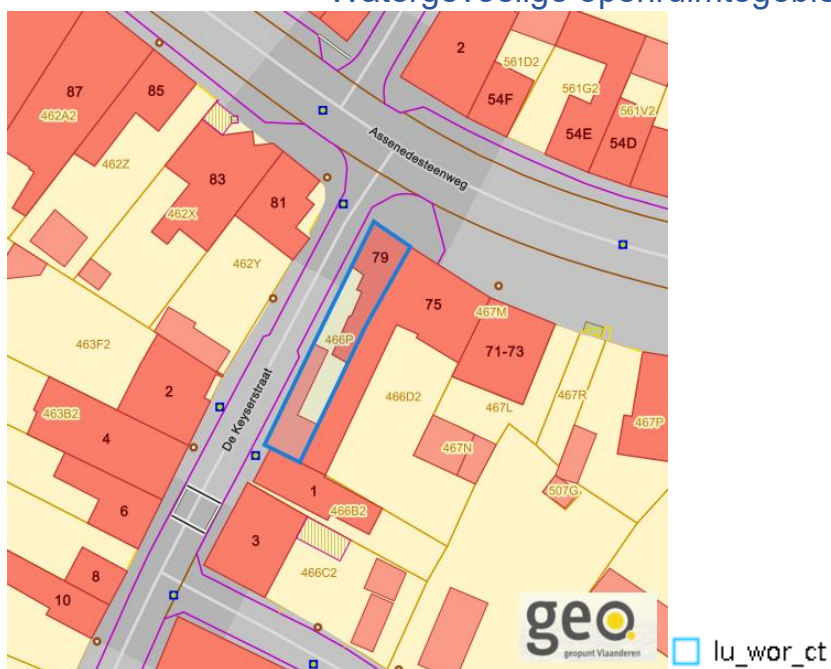 Watergevoelige openruimtegebie
2
561D2
561G2
561V2
54F
54E
54D
87
85
462A2
462Z
83
81
462X
462Y
Assenedesteenweg
79
75
467M
71-73
466P
463F2
466D2
467L
467R
467P
467N
507G
2
463B2
4
6
8
10
De Keyserstraat
1
466B2
3
466C2
geo.
geopunt Vlaanderen
lu_wor_ct